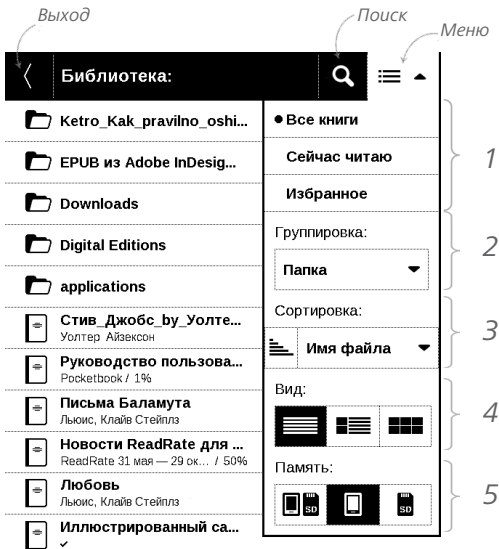 Выход
Поиск
Меню
Библиотека:
Ketro_Kak_pravilno_oshi...
EPUB из Adobe InDesig...
Downloads
Digital Editions
applications
Стив_Джобс_by_Уолте...
Уолтер Айзексон
Руководство пользова...
Pocketbook / 1%
Письма Баламута
Льюис, Клайв Стейплз
Новости ReadRate для ...
ReadRate 31 мая — 29 ок... / 50%
Любовь
Льюис, Клайв Стейплз
Иллюстрированный са...
Все книги
Сейчас читаю
Избранное
1
Группировка:
Папка
2
Сортировка:
Имя файла
3
Вид:
4
Память:
SD
SD
5